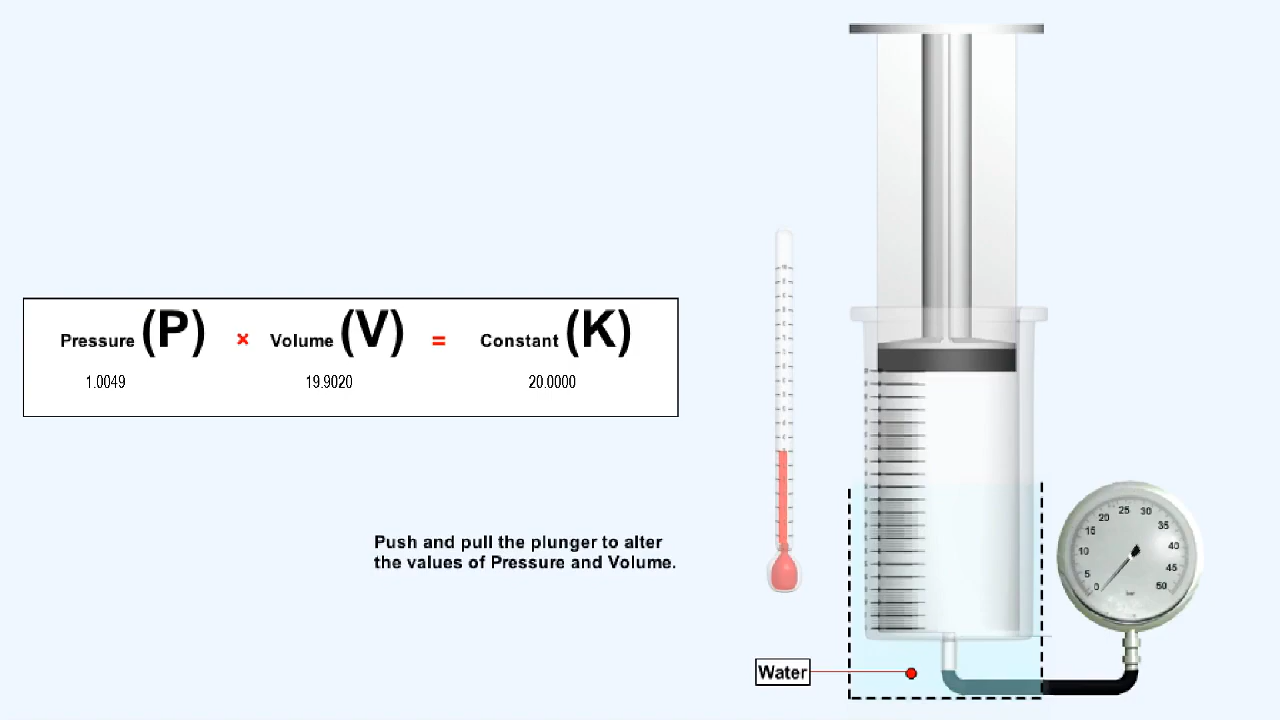 Pressure (P) × Volume (V) = Constant (K)
1.0049 19.9020 20.0000
Push and pull the plunger to alter
the values of Pressure and Volume.
Water
0 5 10 15 20 25 30 35 40 45 50
bar